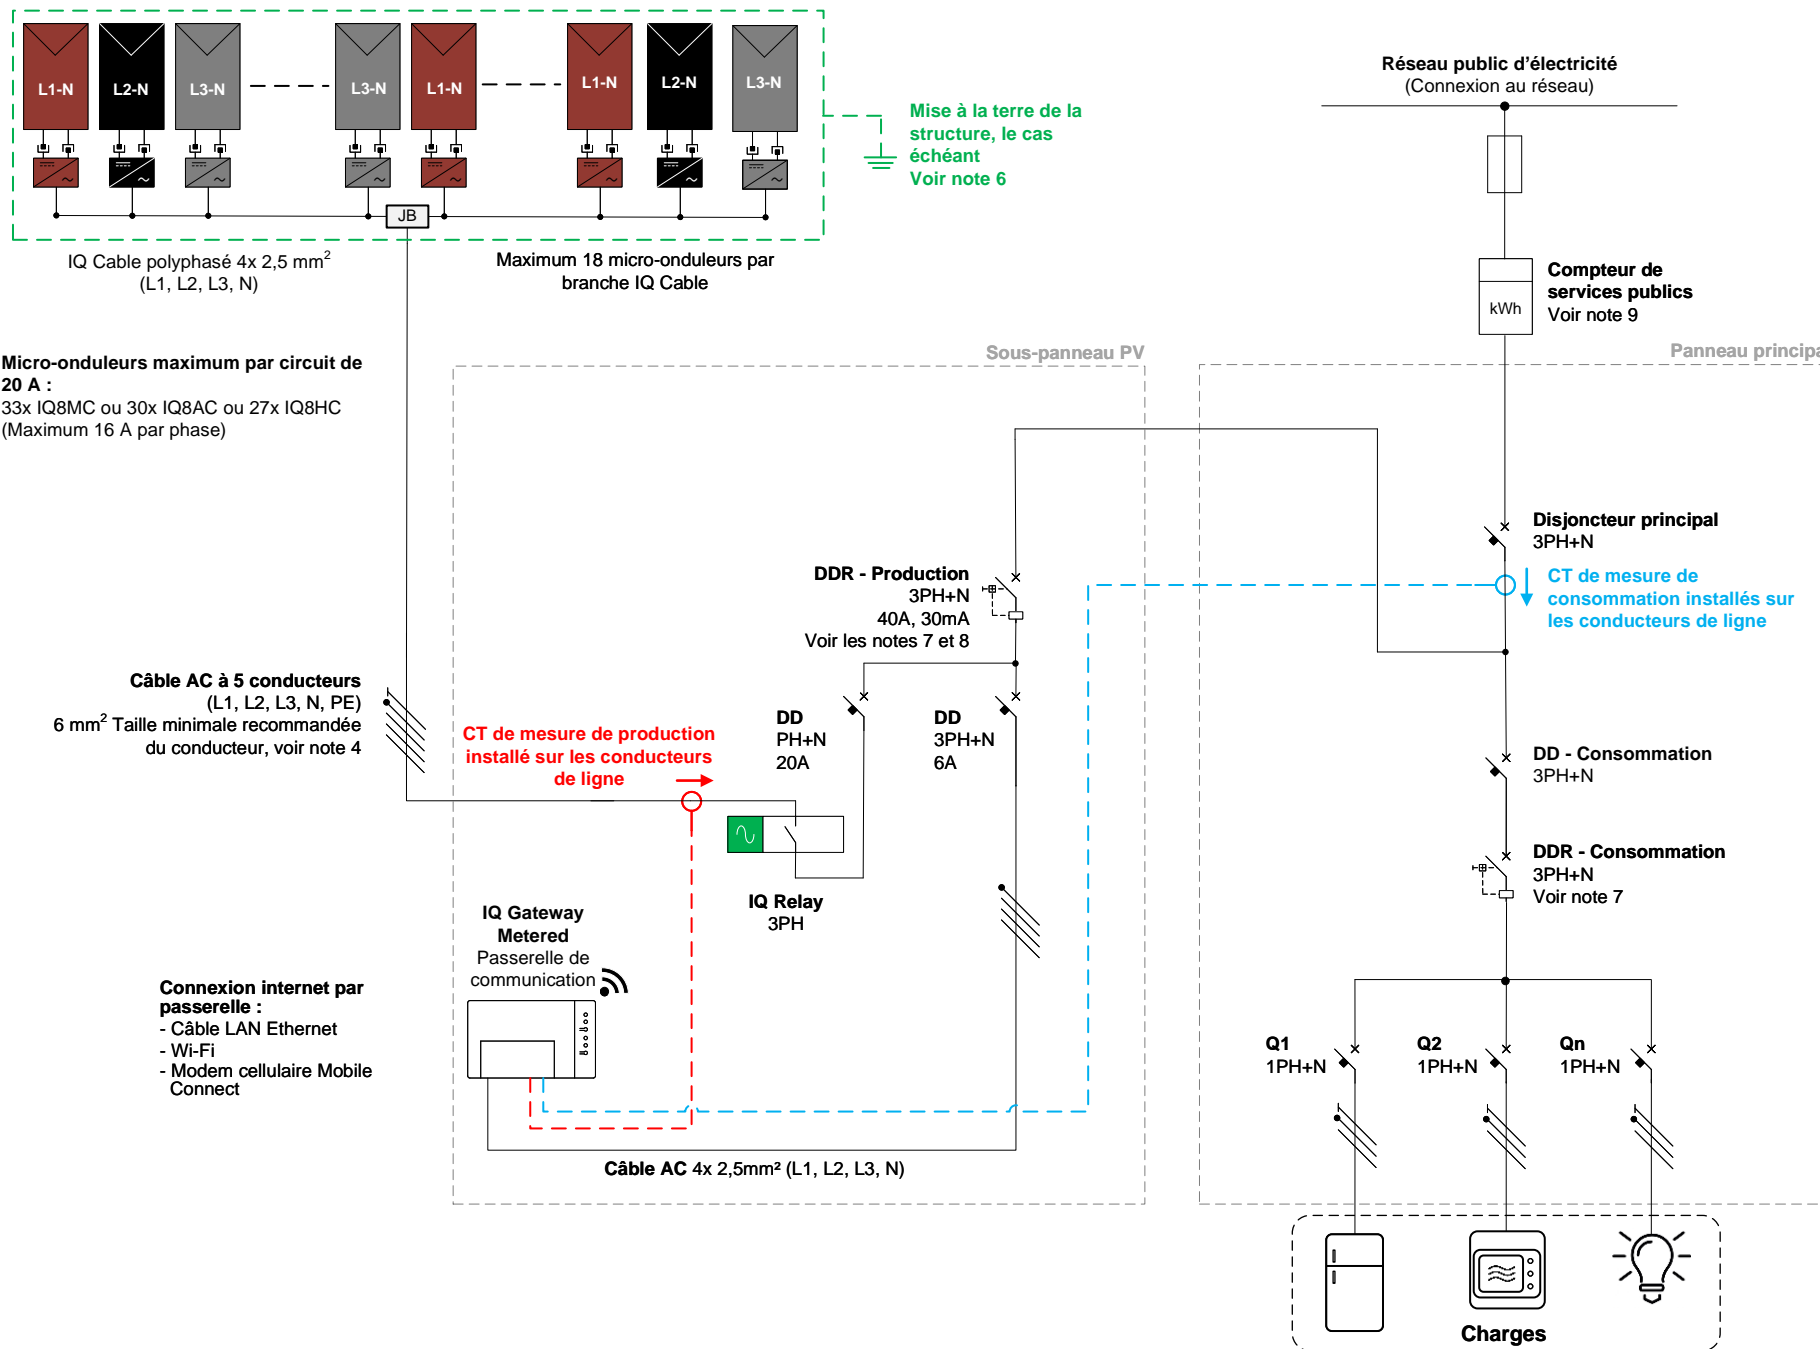 L1-N
L2-N
L3-N
L3-N
L1-N
L1-N
L2-N
L3-N
JB
IQ Cable polyphasé 4x 2,5 mm²
(L1, L2, L3, N)
Maximum 18 micro-onduleurs par
branche IQ Cable
Mise à la terre de la
structure, le cas
échéant
Voir note 6
Réseau public d'électricité
(Connexion au réseau)
kWh
Compteur de
services publics
Voir note 9
Micro-onduleurs maximum par circuit de
20 A :
33x IQ8MC ou 30x IQ8AC ou 27x IQ8HC
(Maximum 16 A par phase)
Sous-panneau PV
Panneau principa
Disjoncteur principal
3PH+N
CT de mesure de
consommation installés sur
les conducteurs de ligne
DDR - Production
3PH+N
40A, 30mA
Voir les notes 7 et 8
Câble AC à 5 conducteurs
(L1, L2, L3, N, PE)
6 mm² Taille minimale recommandée
du conducteur, voir note 4
CT de mesure de production
installé sur les conducteurs
de ligne
DD
PH+N
20A
DD
3PH+N
6A
DD - Consommation
3PH+N
DDR - Consommation
3PH+N
Voir note 7
IQ Relay
3PH
IQ Gateway
Metered
Passerelle de
communication
Connexion internet par
passerelle :
- Câble LAN Ethernet
- Wi-Fi
- Modem cellulaire Mobile
Connect
Q1
1PH+N
Q2
1PH+N
Qn
1PH+N
Câble AC 4x 2,5mm² (L1, L2, L3, N)
Charges